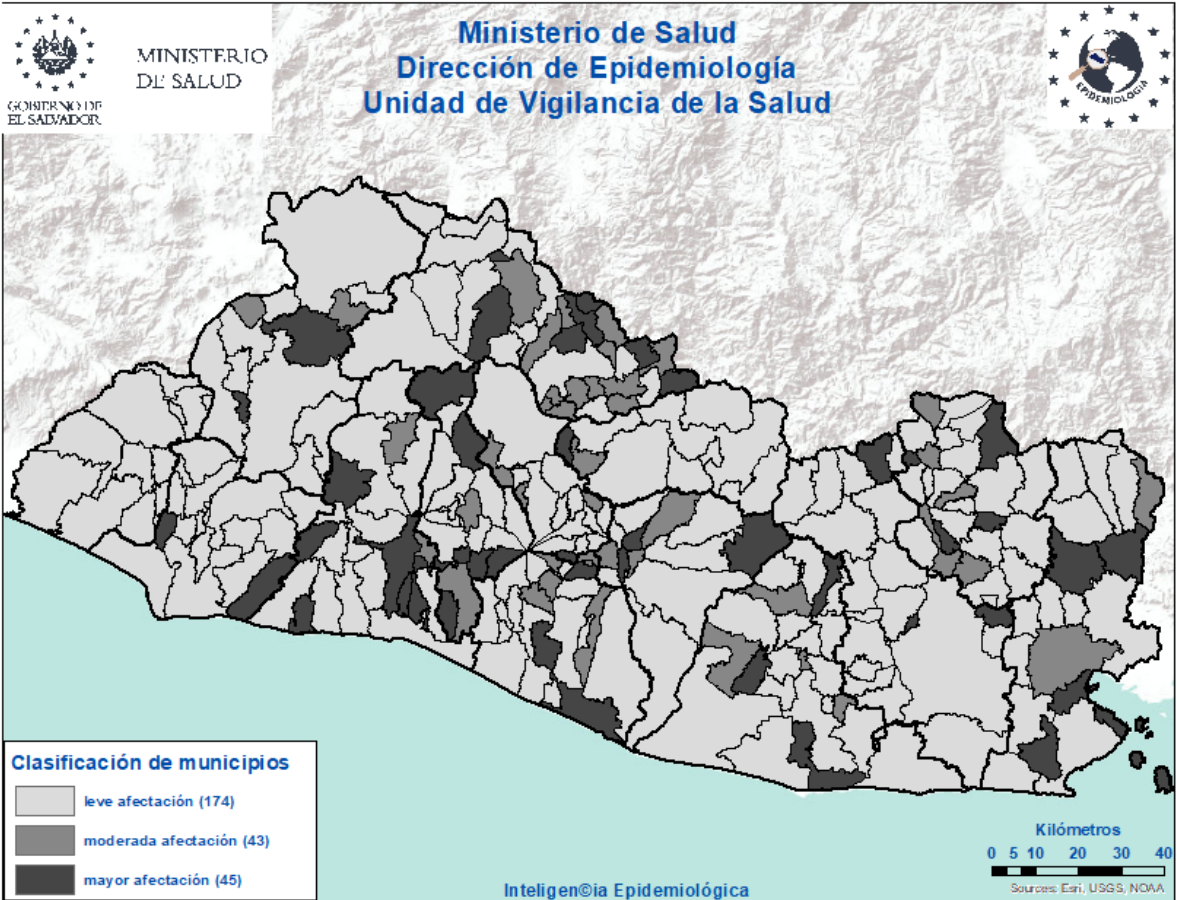 GOBIERNO DE
EL SALVADOR
MINISTERIO
DE SALUD
Ministerio de Salud
Dirección de Epidemiología
Unidad de Vigilancia de la Salud
EPIDEMIOLOGIA
Clasificación de municipios
leve afectación (174)
moderada afectación (43)
mayor afectación (45)
Inteligen©ia Epidemiológica
Kilómetros
0 5 10 20 30 40
Sources: Esri, USGS, NOAA